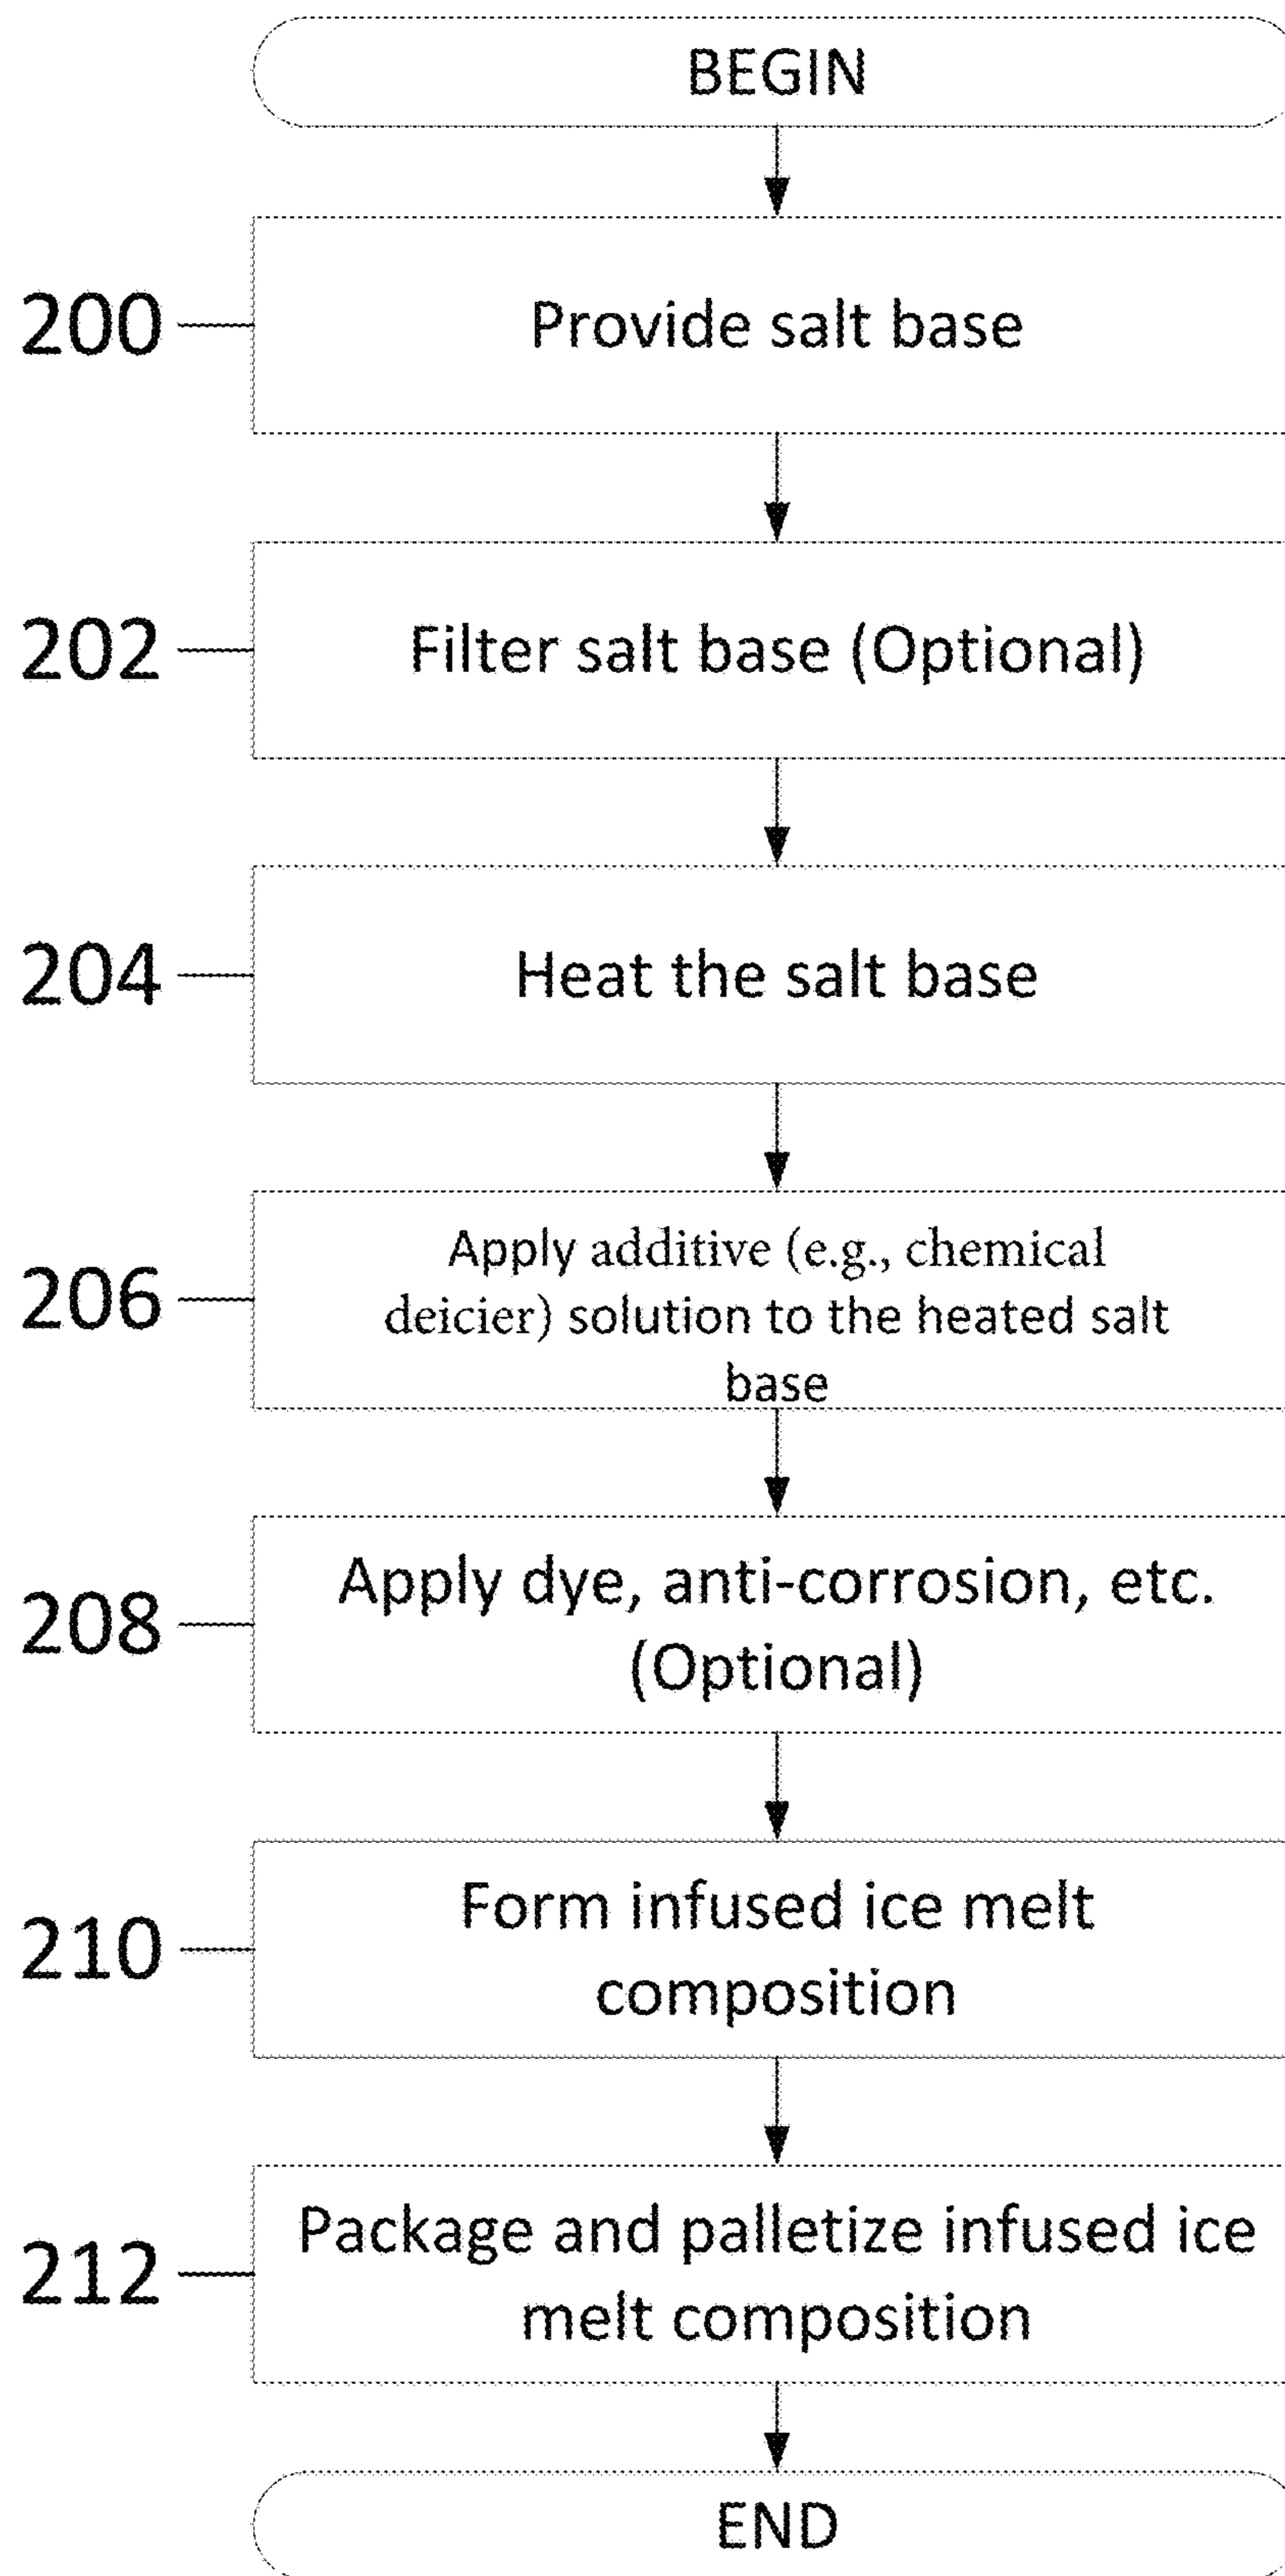 BEGIN
200
Provide salt base
202
Filter salt base (Optional)
204
Heat the salt base
206
Apply additive (e.g., chemical
deicier) solution to the heated salt
base
208
Apply dye, anti-corrosion, etc.
(Optional)
210
Form infused ice melt
composition
212
Package and palletize infused ice
melt composition
END